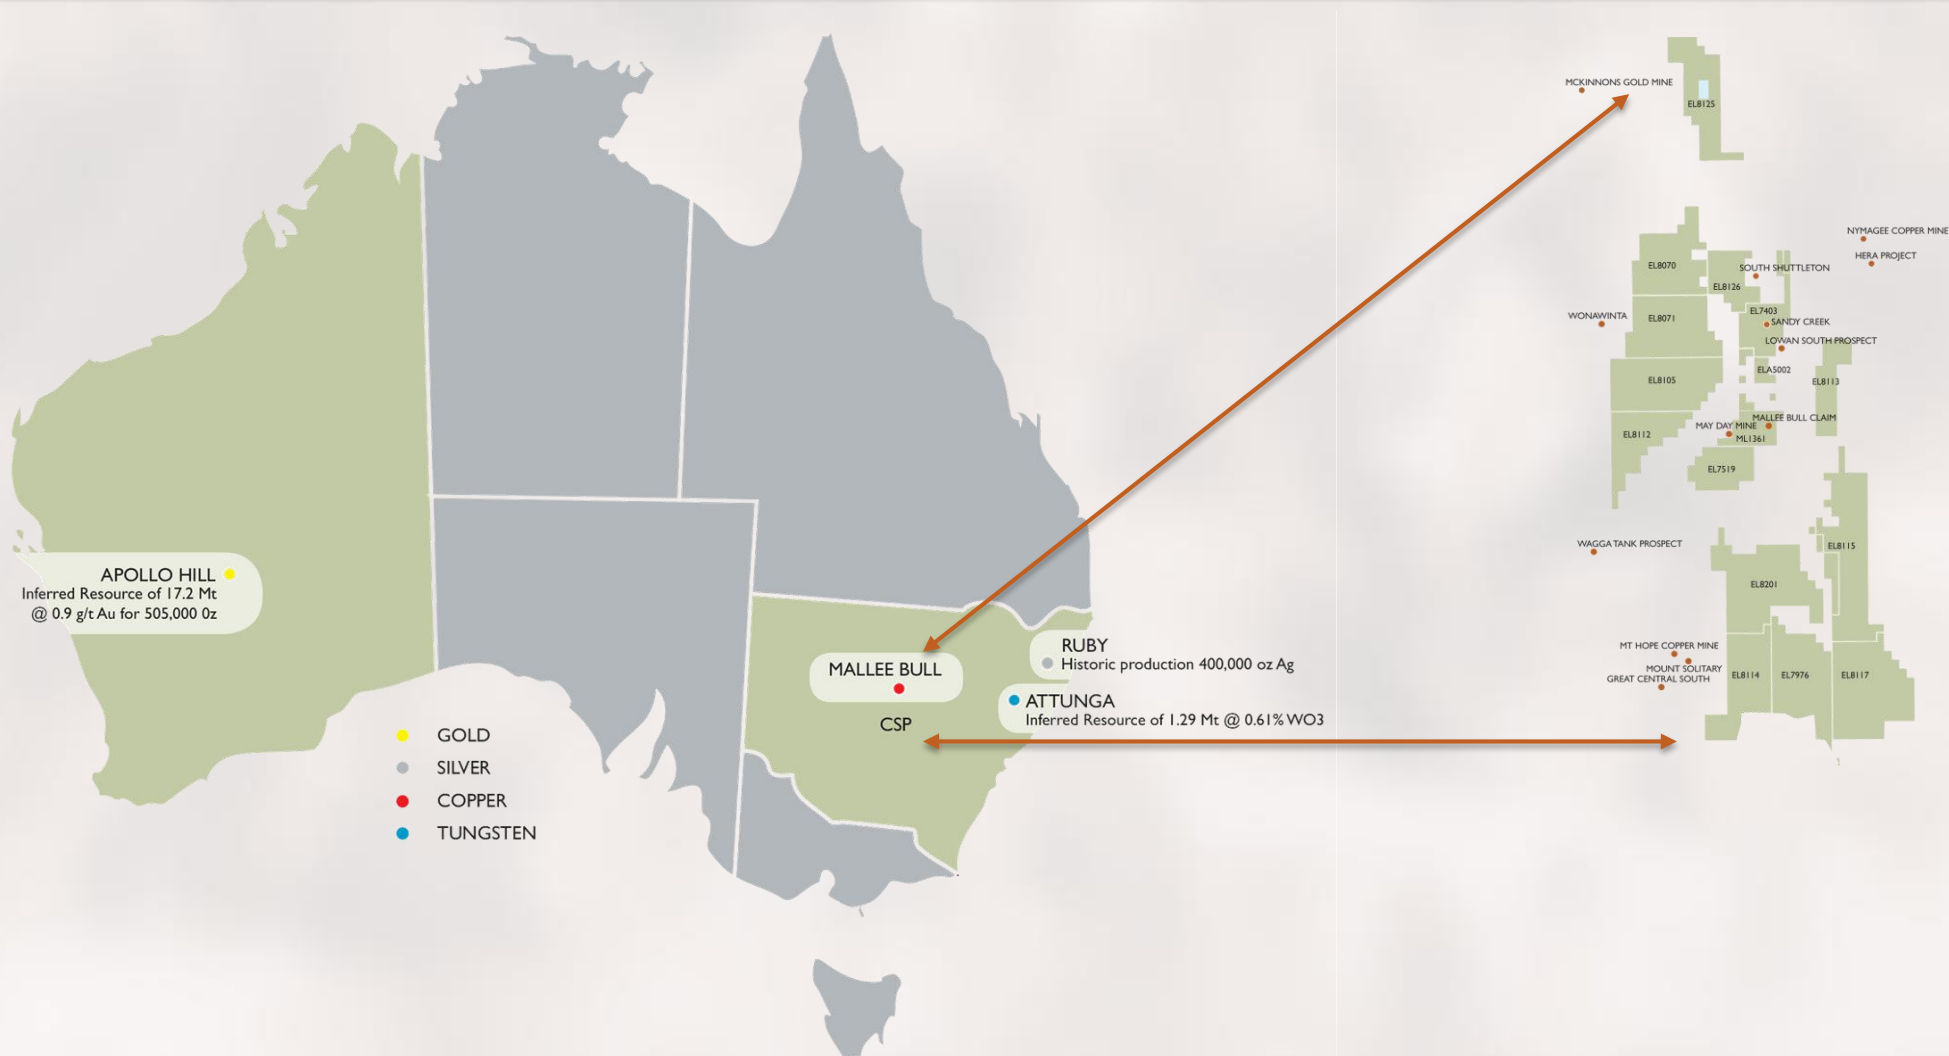 APOLLO HILL
Inferred Resource of 17.2 Mt
@ 0.9 g/t Au for 505,000 0z
GOLD
SILVER
COPPER
TUNGSTEN
MALLEE BULL
CSP
RUBY
Historic production 400,000 oz Ag
ATTUNGA
Inferred Resource of 1.29 Mt @ 0.61% WO3
MCKINNONS GOLD MINE
EL8125
NYMAGEE COPPER MINE
HERA PROJECT
EL8070
SOUTH SHUTTLETON
EL8126
WONAWINTA
EL8071
EL7403
SANDY CREEK
LOWAN SOUTH PROSPECT
ELA5002
EL8105
EL8113
MALLEE BULL CLAIM
MAY DAY MINE
ML1361
EL8112
EL7519
WAGGA TANK PROSPECT
EL8115
EL8201
MT HOPE COPPER MINE
MOUNT SOLITARY
GREAT CENTRAL SOUTH
EL8114
EL7976
EL8117